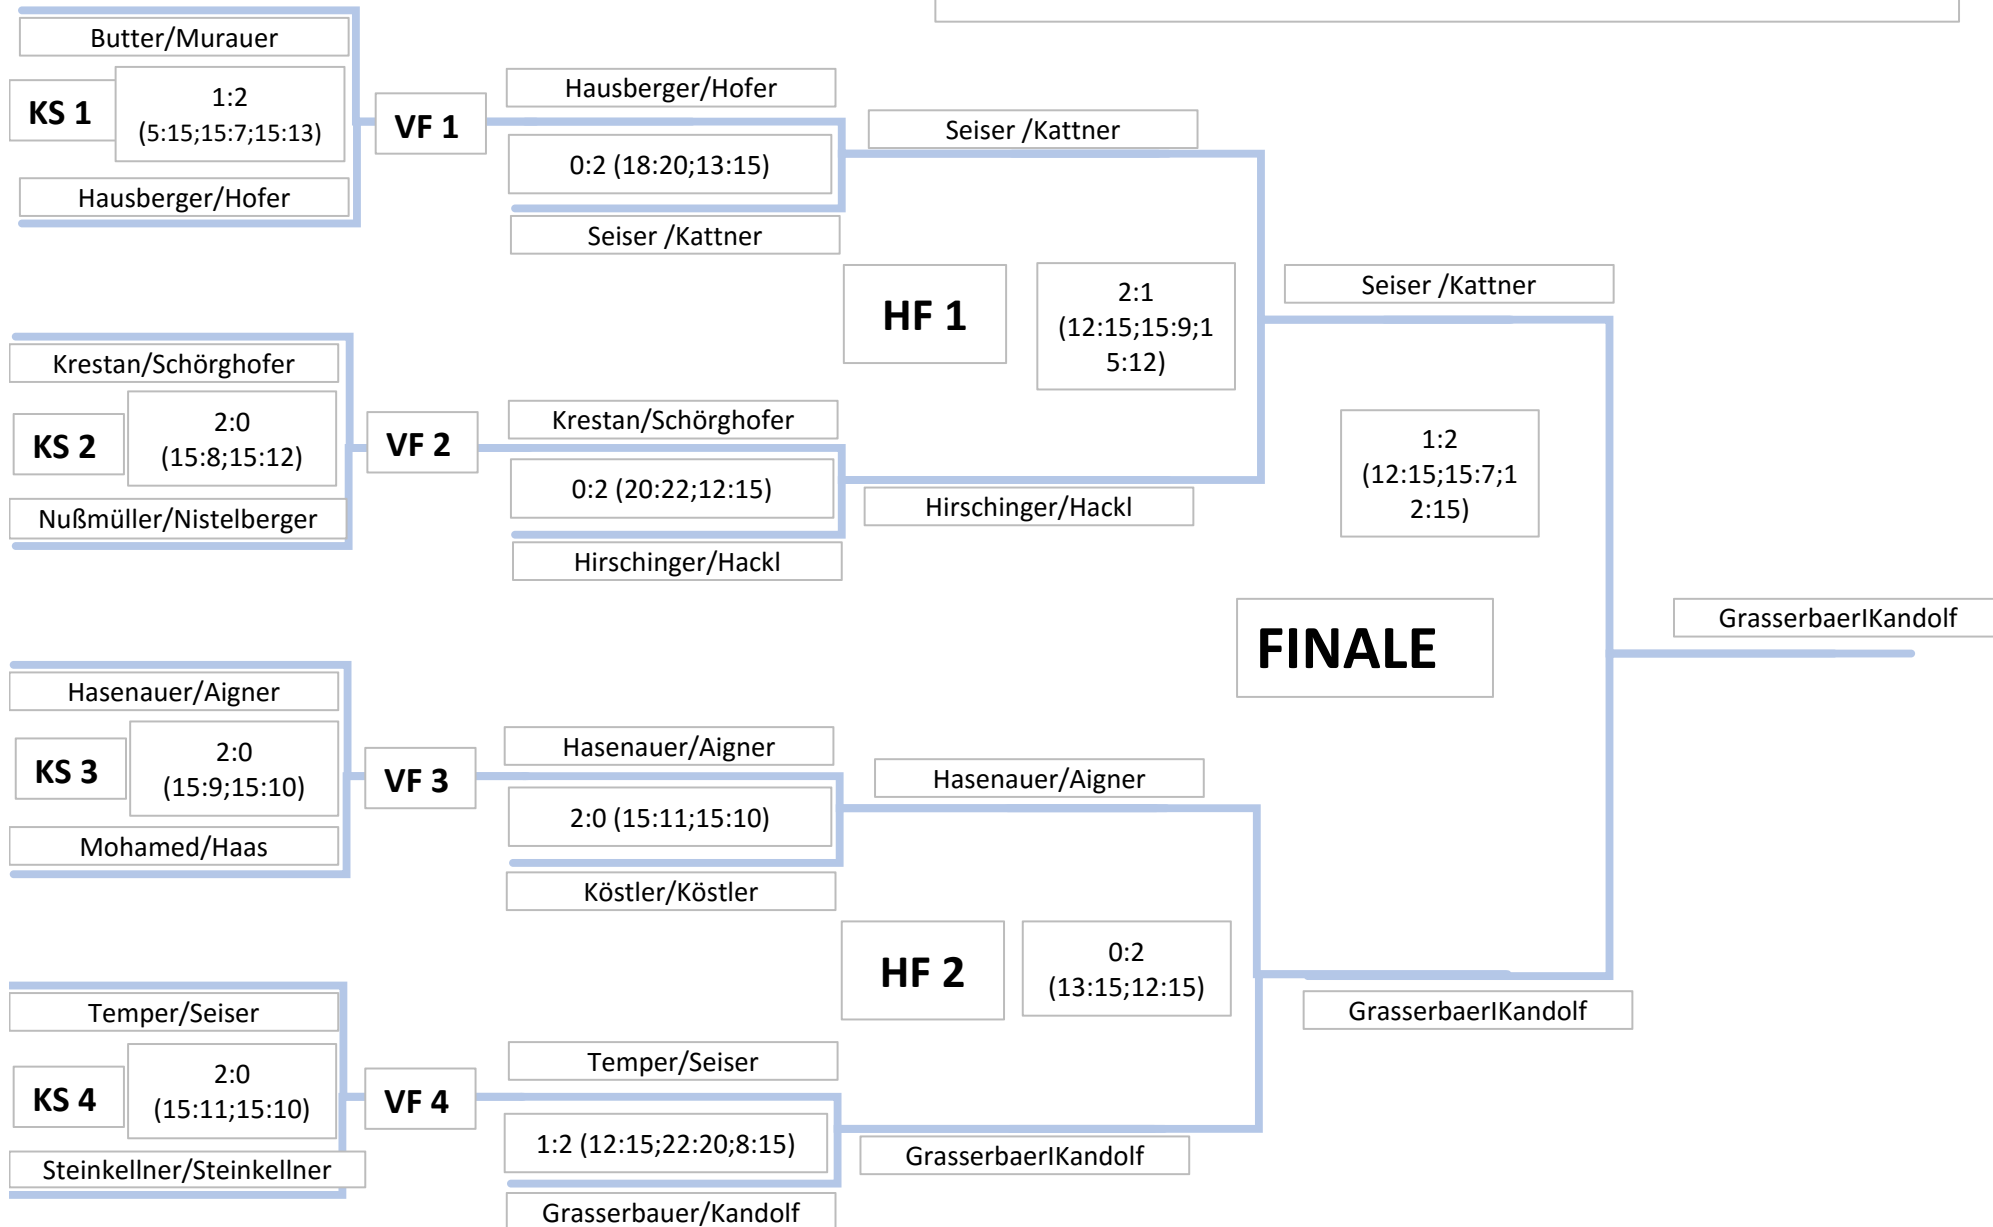 Butter/Murauer
KS 1
1:2
(5:15;15:7;15:13)
Hausberger/Hofer
VF 1
Hausberger/Hofer
0:2 (18:20;13:15)
Seiser /Kattner
Seiser /Kattner
HF 1
2:1
(12:15;15:9;1
5:12)
Seiser /Kattner
Krestan/Schörghofer
KS 2
2:0
(15:8;15:12)
Nußmüller/Nistelberger
VF 2
Krestan/Schörghofer
0:2 (20:22;12:15)
Hirschinger/Hackl
Hirschinger/Hackl
1:2
(12:15;15:7;1
2:15)
FINALE
GrasserbaerIKandolf
Hasenauer/Aigner
KS 3
2:0
(15:9;15:10)
Mohamed/Haas
VF 3
Hasenauer/Aigner
2:0 (15:11;15:10)
Köstler/Köstler
Hasenauer/Aigner
HF 2
0:2
(13:15;12:15)
GrasserbaerIKandolf
Temper/Seiser
KS 4
2:0
(15:11;15:10)
Steinkellner/Steinkellner
VF 4
Temper/Seiser
1:2 (12:15;22:20;8:15)
Grasserbauer/Kandolf
GrasserbaerIKandolf